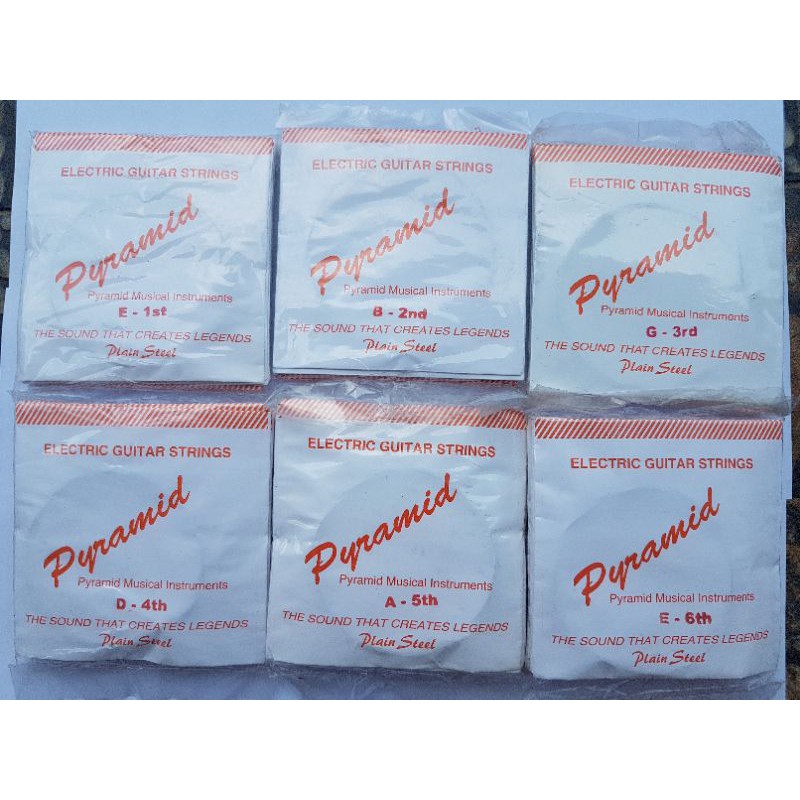 ELECTRIC GUITAR STRINGS
Pyramid
Pyramid Musical Instruments
E - 1st
THE SOUND THAT CREATES LEGENDS
Plain Steel
ELECTRIC GUITAR STRINGS
Pyramid
Pyramid Musical Instruments
B - 2nd
THE SOUND THAT CREATES LEGENDS
Plain Steel
ELECTRIC GUITAR STRINGS
Pyramid
Pyramid Musical Instruments
G - 3rd
THE SOUND THAT CREATES LEGENDS
Plain Steel
ELECTRIC GUITAR STRINGS
Pyramid
Pyramid Musical Instruments
D - 4th
THE SOUND THAT CREATES LEGENDS
Plain Steel
ELECTRIC GUITAR STRINGS
Pyramid
Pyramid Musical Instruments
A - 5th
THE SOUND THAT CREATES LEGENDS
Plain Steel
ELECTRIC GUITAR STRINGS
Pyramid
Pyramid Musical Instruments
E - 6th
THE SOUND THAT CREATES LEGENDS
Plain Steel